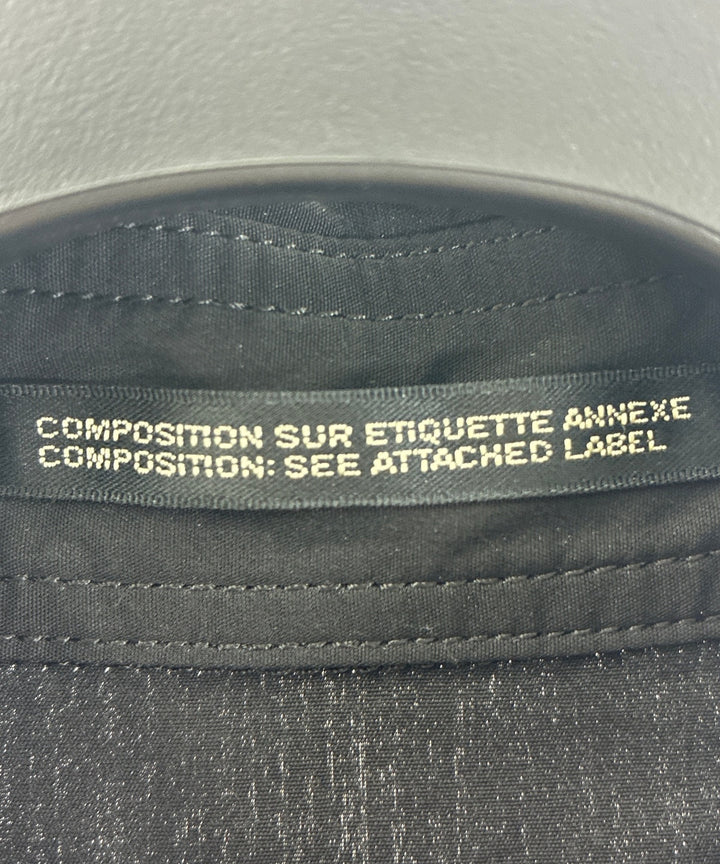 COMPOSITION SUR ETIQUETTE ANNEXE
COMPOSITION: SEE ATTACHED LABEL